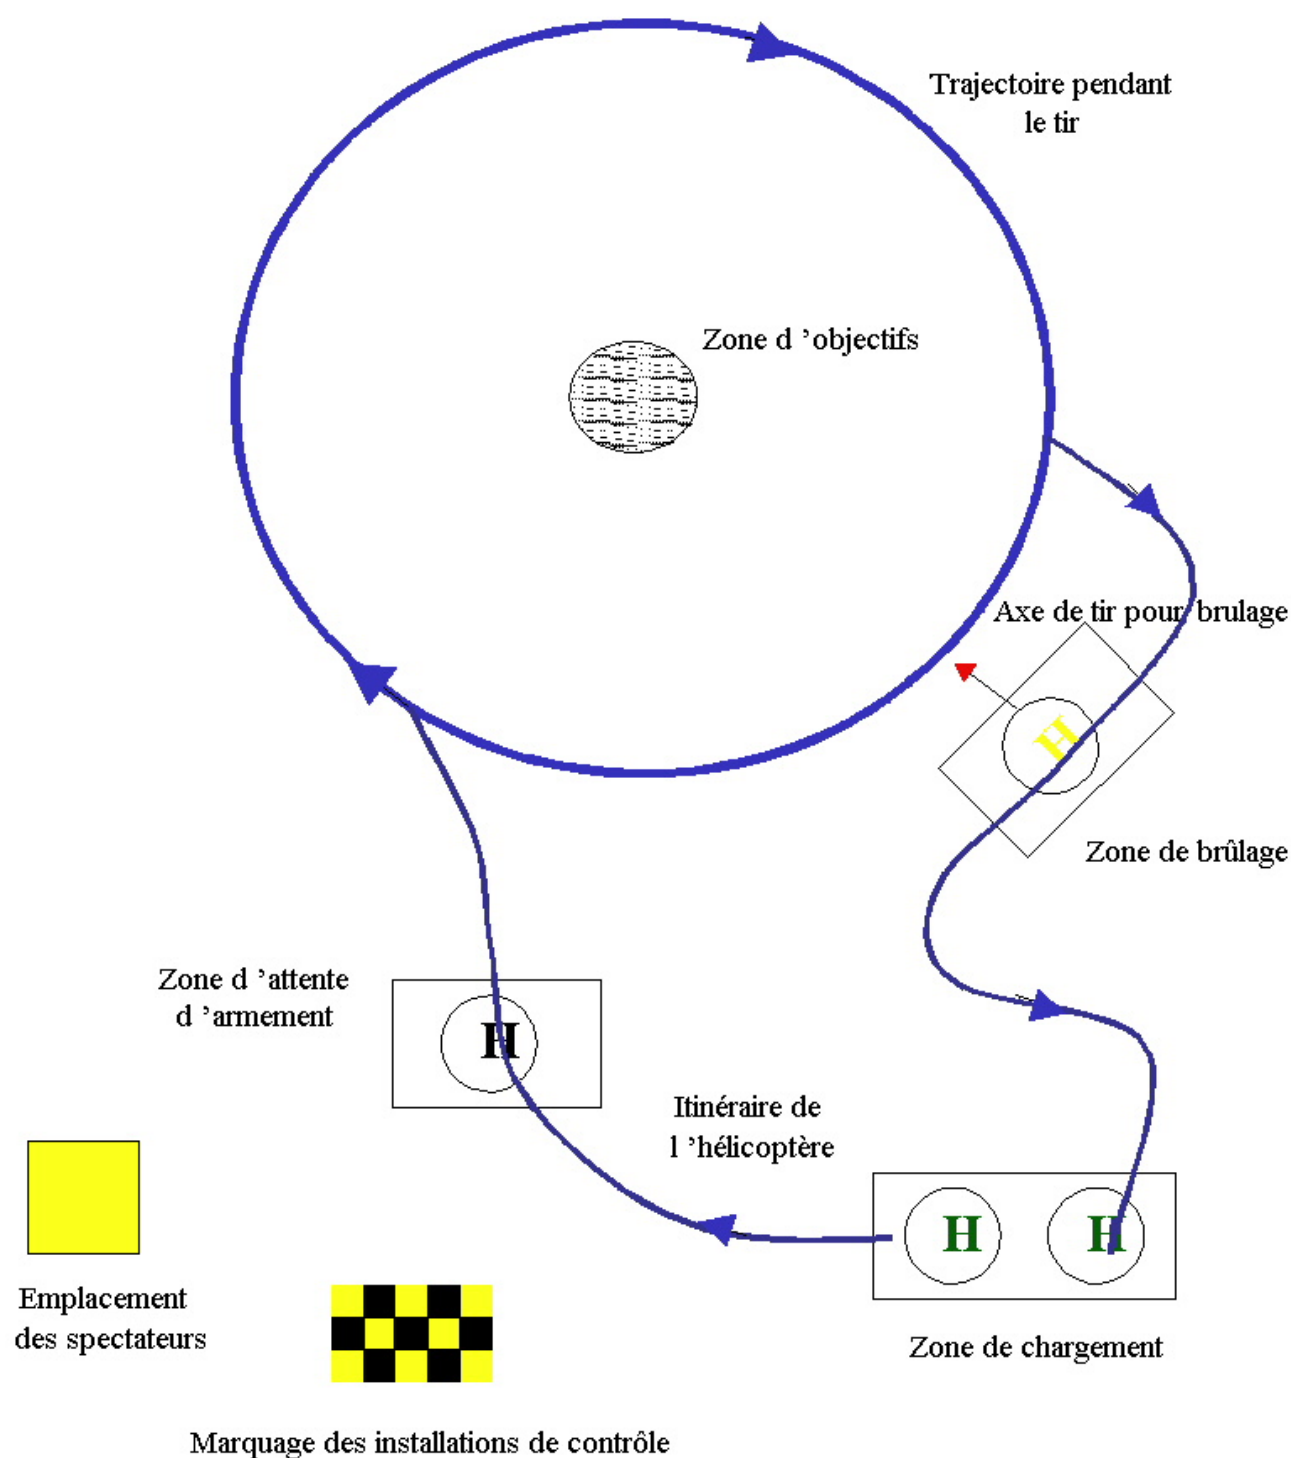 Trajectoire pendant
le tir
Zone d ’objectifs
Axe de tir pour brulage
H
Zone de brûlage
Zone d ’attente
d ’armement
H
Itinéraire de
l ’hélicoptère
H H
Emplacement
des spectateurs
Zone de chargement
Marquage des installations de contrôle